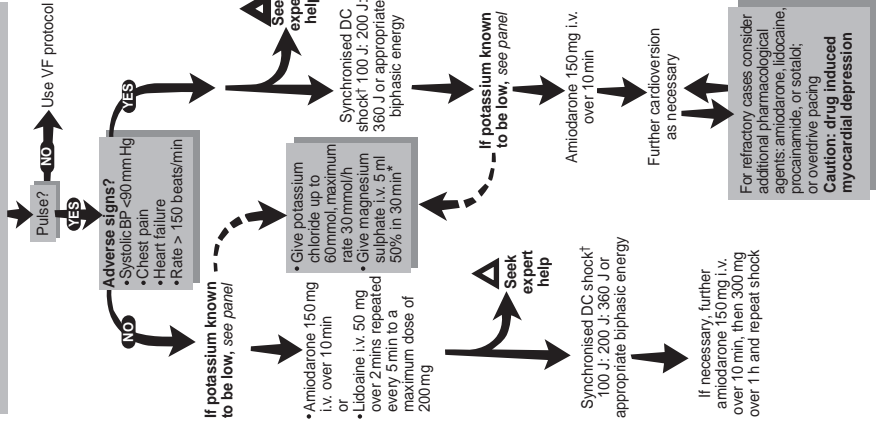 Pulse?
NO
Use VF protocol
YES
Adverse signs?
• Systolic BP <90 mm Hg
• Chest pain
• Heart failure
• Rate > 150 beats/min
NO
YES
If potassium known
to be low, see panel
• Give potassium
chloride up to
60 mmol, maximum
rate 30 mmol/h
• Give magnesium
sulphate i.v. 5 ml
50% in 30 min*
• Amiodarone 150 mg
i.v. over 10 min
or
• Lidoaine i.v. 50 mg
over 2 mins repeated
every 5 min to a
maximum dose of
200 mg
Seek
expert
help
Synchronised DC shock†
100 J: 200 J: 360 J or
appropriate biphasic energy
If necessary, further
amiodarone 150 mg i.v.
over 10 min, then 300 mg
over 1 h and repeat shock
Seek
expert
help
Synchronised DC
shock† 100 J: 200 J:
360 J or appropriate
biphasic energy
If potassium known
to be low, see panel
Amiodarone 150 mg i.v.
over 10 min
Further cardioversion
as necessary
For refractory cases consider
additional pharmacological
agents: amiodarone, lidocaine,
procainamide, or sotalol;
or overdrive pacing
Caution: drug induced
myocardial depression